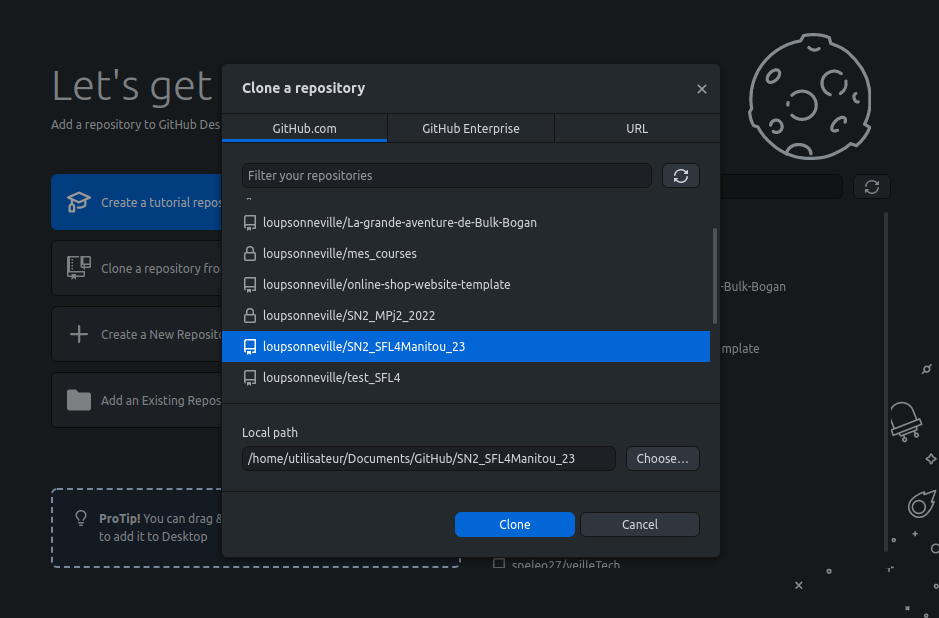 Let's get
Add a repository to GitHub Des
Create a tutorial repos
Clone a repository fro
Create a New Reposito
Add an Existing Repos
ProTip! You can drag &
to add it to Desktop
Clone a repository
GitHub.com
GitHub Enterprise
URL
Filter your repositories
loupsonneville/La-grande-aventure-de-Bulk-Bogan
loupsonneville/mes_courses
loupsonneville/online-shop-website-template
loupsonneville/SN2_MPj2_2022
loupsonneville/SN2_SFL4Manitou_23
loupsonneville/test_SFL4
Local path
/home/utilisateur/Documents/GitHub/SN2_SFL4Manitou_23
Choose...
Clone
Cancel
-Bulk-Bogan
mplate
speleo27/veilleTech